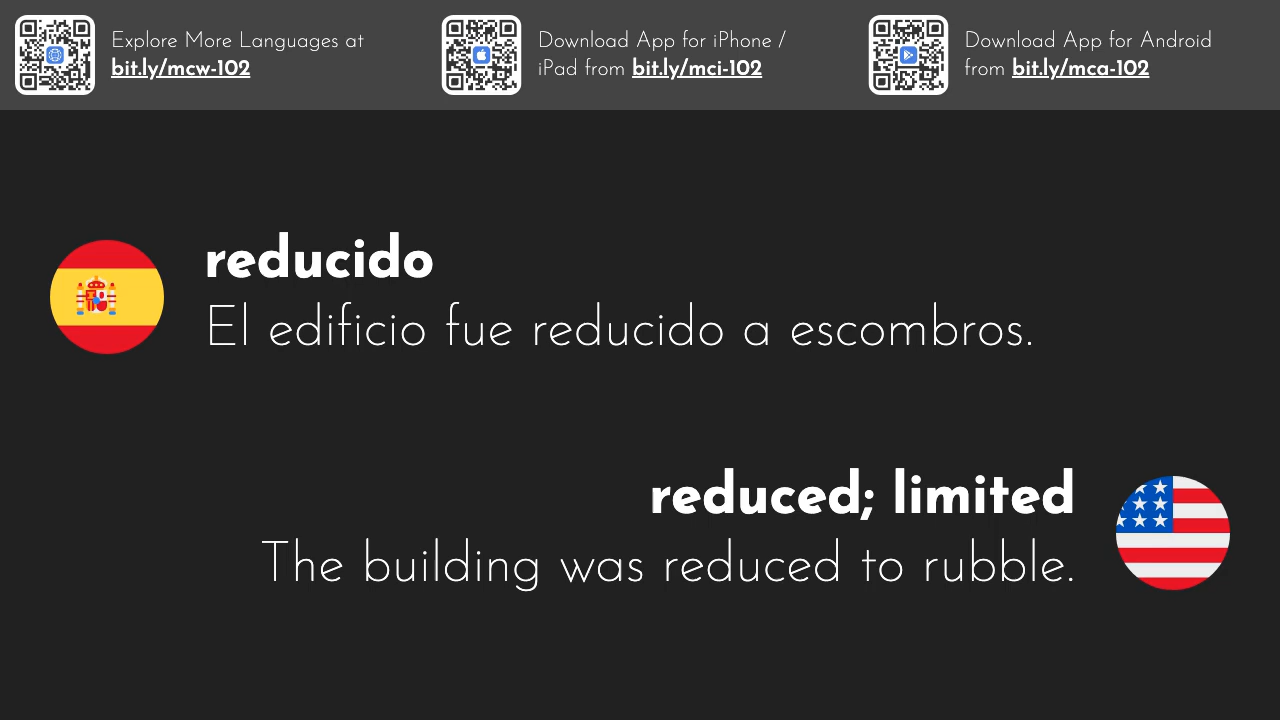 Explore More Languages at
bit.ly/mcw-102
Download App for iPhone /
iPad from bit.ly/mci-102
Download App for Android
from bit.ly/mca-102
reducido
El edificio fue reducido a escombros.
reduced; limited
The building was reduced to rubble.